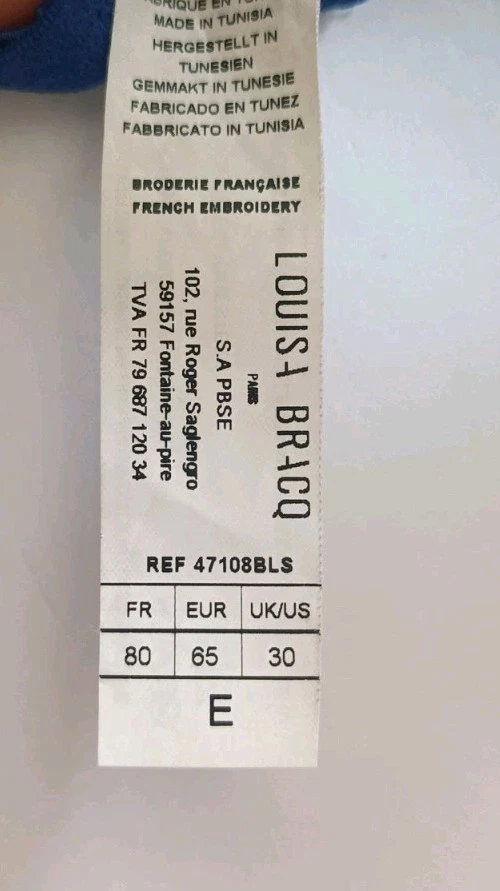 MADE IN TUNISIA
HERGESTELLT IN
TUNESIEN
GEMMAKT IN TUNESIE
FABRICADO EN TUNEZ
FABBRICATO IN TUNISIA
BRODERIE FRANÇAISE
FRENCH EMBROIDERY
LOUISA BRACQ
PARIS
S.A PBSE
102, rue Roger Saglengro
59157 Fontaine-au-pire
TVA FR 79 687 120 34
REF 47108BLS
FR EUR UK/US
80 65 30
E